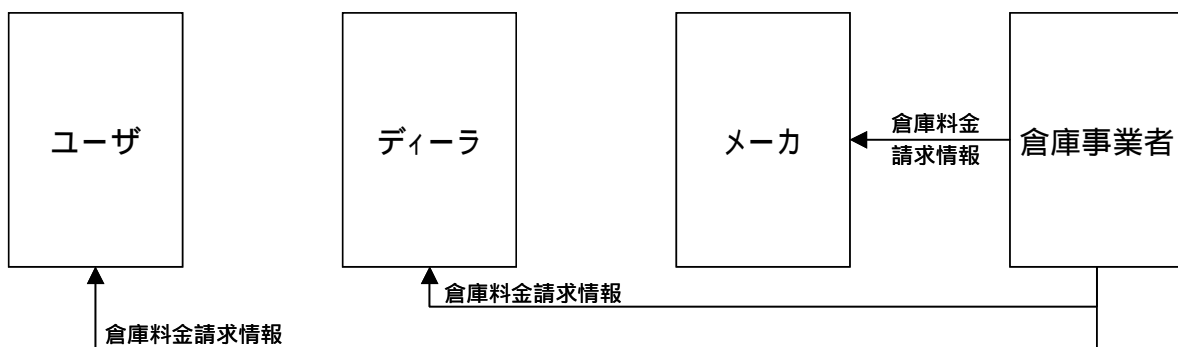 ユーザ
ディーラ
メーカ
倉庫料金
請求情報
倉庫事業者
倉庫料金請求情報
倉庫料金請求情報